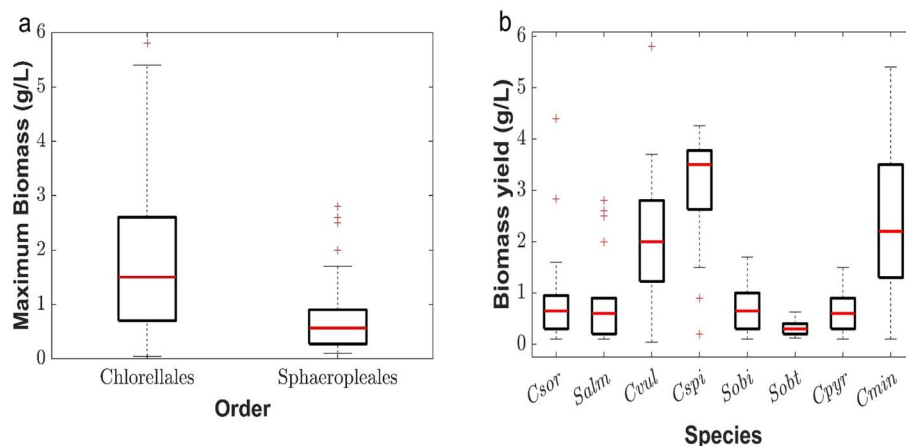 a
Maximum Biomass (g/L)
6
5
4
3
2
1
0
Chlorellales Sphaeropleales
Order
b
Biomass yield (g/L)
6
5
4
3
2
1
0
Csor Salm Cvul Cspi Sobi Sobt Cpyr Cmin
Species